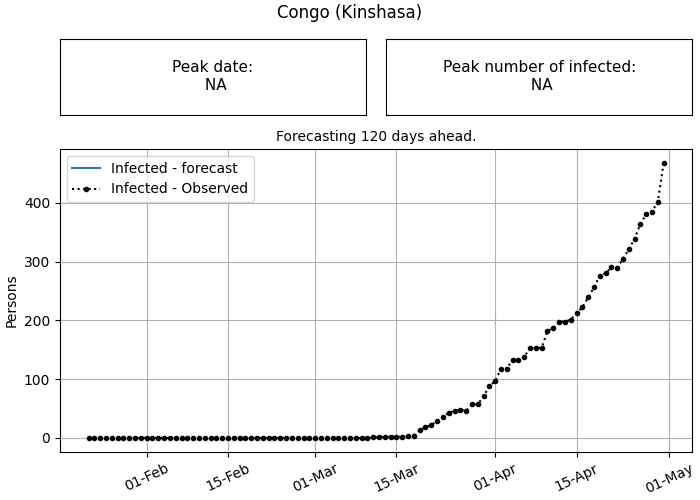 Congo (Kinshasa)
Peak date:
NA
Peak number of infected:
NA
Forecasting 120 days ahead.
Infected - forecast
Infected - Observed
Persons
400
300
200
100
0
01-Feb
15-Feb
01-Mar
15-Mar
01-Apr
15-Apr
01-May